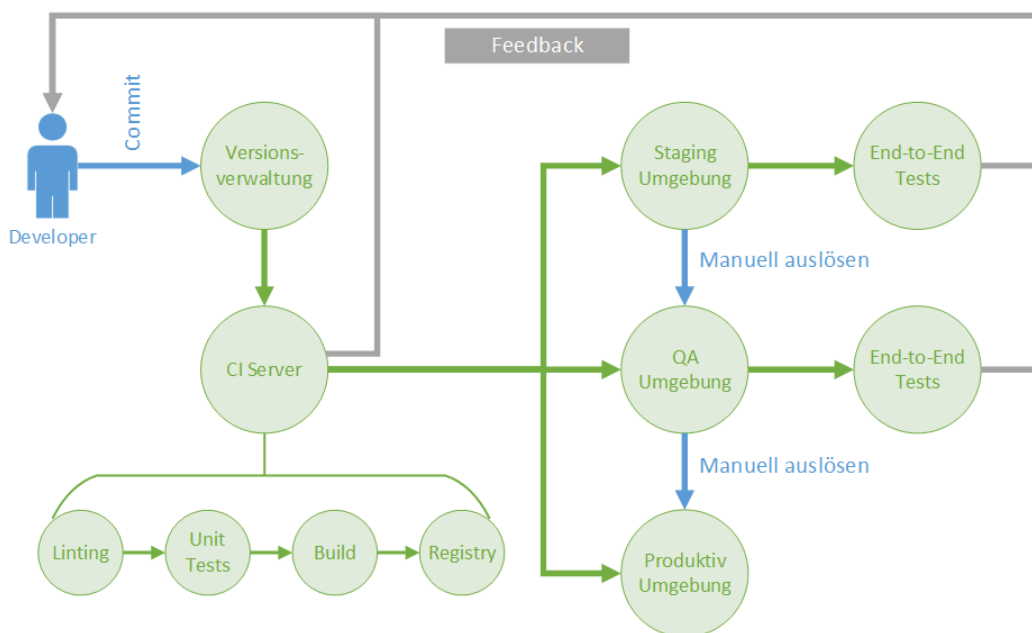 Feedback
Commit
Developer
Versions-
verwaltung
Staging
Umgebung
End-to-End
Tests
Manuell auslösen
CI Server
QA
Umgebung
End-to-End
Tests
Manuell auslösen
Linting
Unit
Tests
Build
Registry
Produktiv
Umgebung